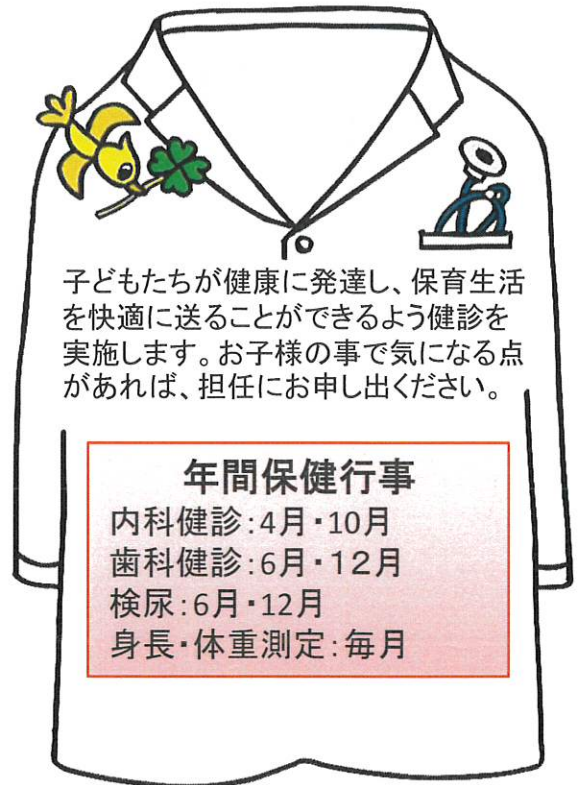 子どもたちが健康に発達し、保育生活
を快適に送ることができるよう健診を
実施します。お子様の事で気になる点
があれば、担任にお申し出ください。
年間保健行事
内科健診:4月・10月
歯科健診:6月・１２月
検尿:6月・12月
身長・体重測定:毎月